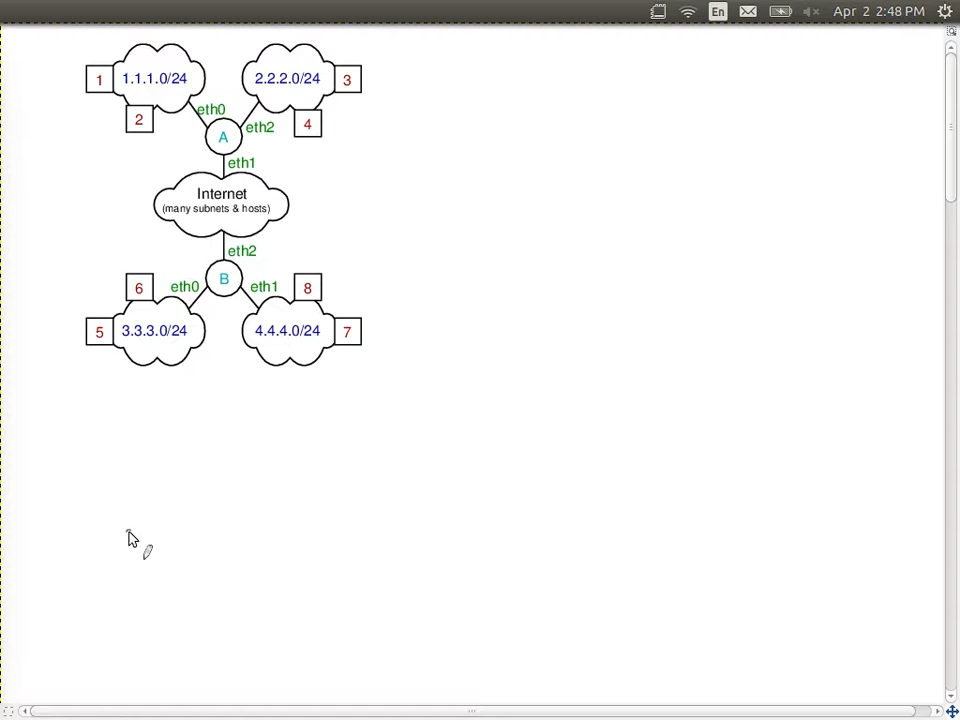 En
Apr 2 2:48 PM
1 1.1.1.0/24 2.2.2.0/24 3
eth0
2 4
eth2
A
eth1
Internet
(many subnets & hosts)
eth2
B
6 eth0 eth1 8
5 3.3.3.0/24 4.4.4.0/24 7